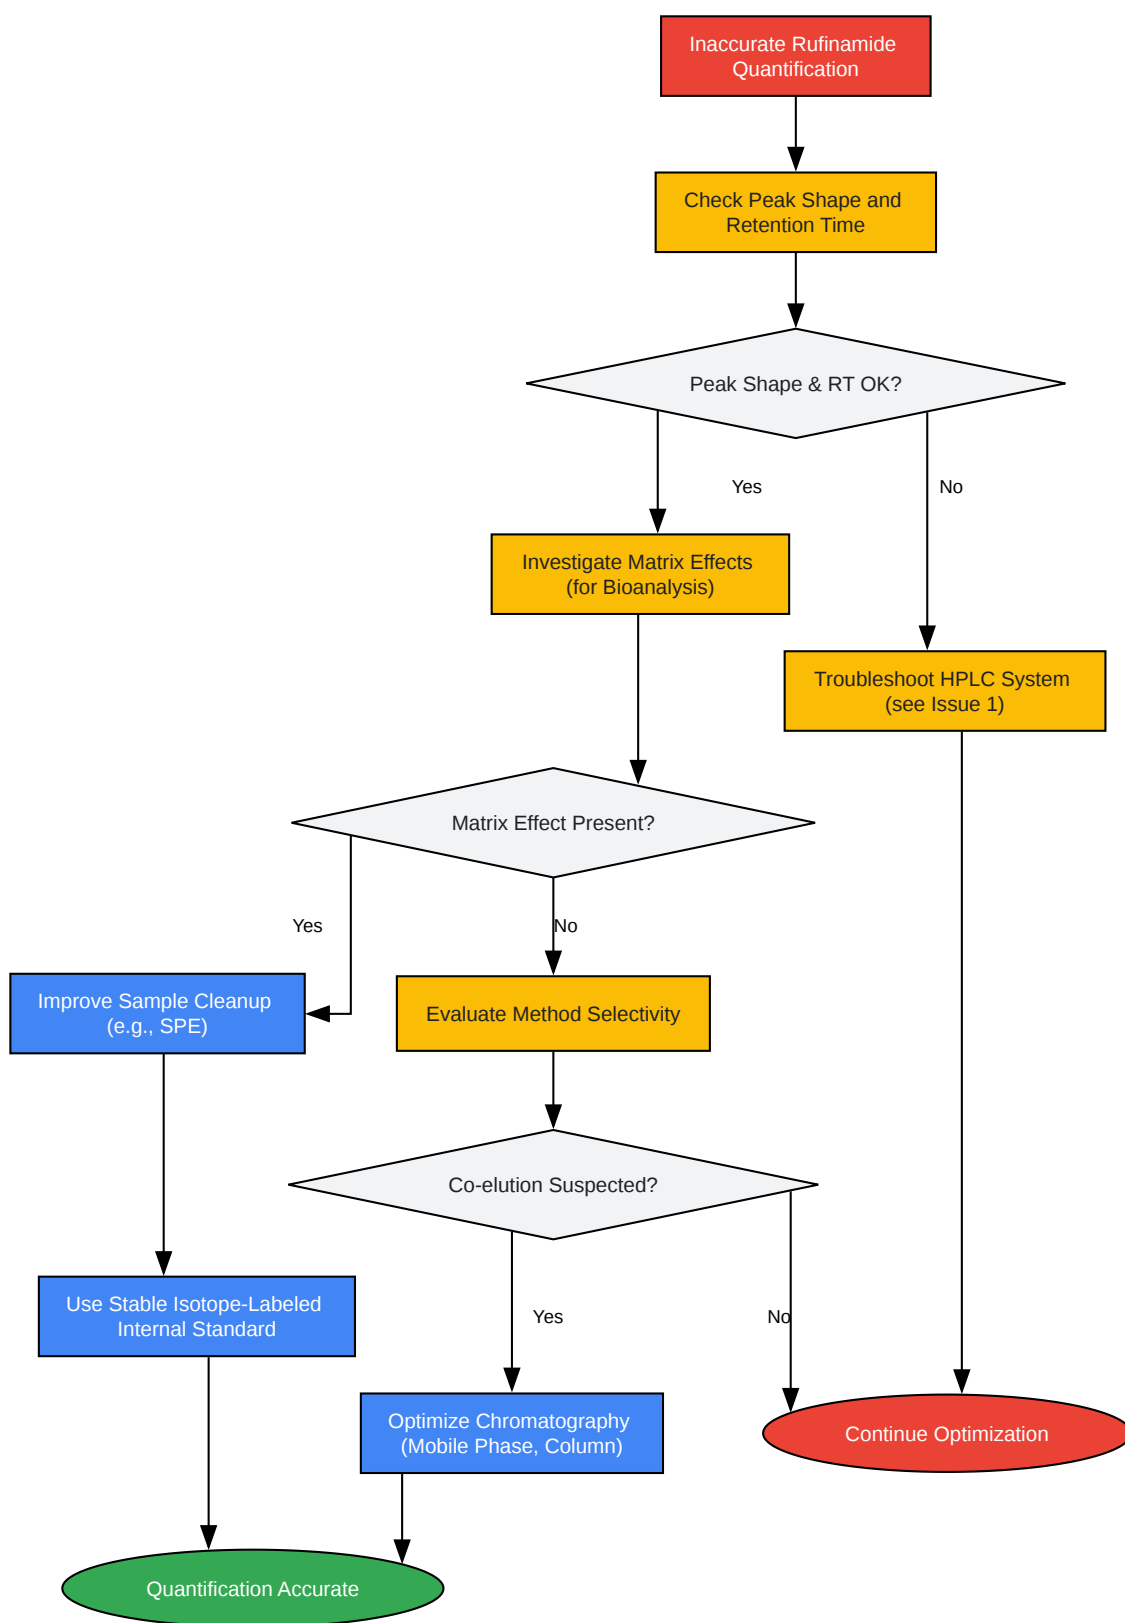 Inaccurate Rufinamide
Quantification
Check Peak Shape and
Retention Time
Peak Shape & RT OK?
Yes
No
Investigate Matrix Effects
(for Bioanalysis)
Troubleshoot HPLC System
(see Issue 1)
Matrix Effect Present?
Yes
No
Improve Sample Cleanup
(e.g., SPE)
Evaluate Method Selectivity
Co-elution Suspected?
Use Stable Isotope-Labeled
Internal Standard
Yes
No
Optimize Chromatography
(Mobile Phase, Column)
Continue Optimization
Quantification Accurate